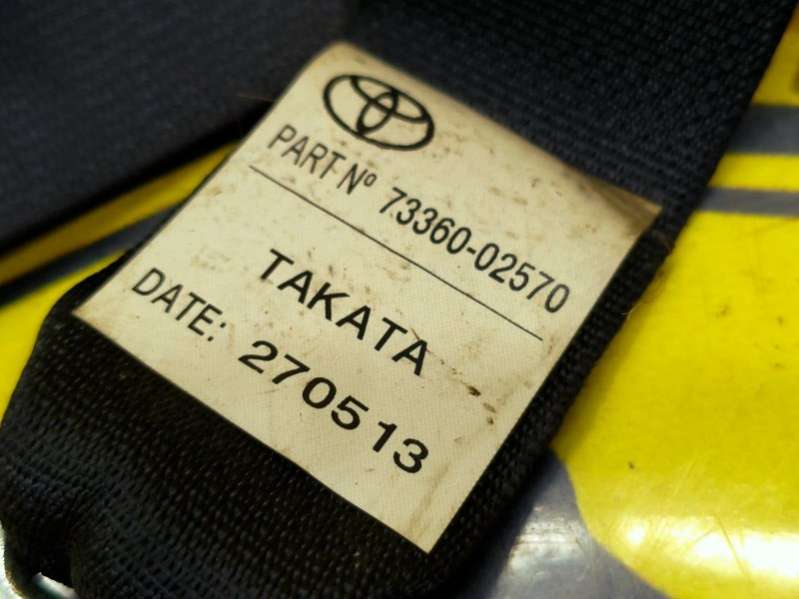 PART Nº 73360-02570
TAKATA
DATE: 270513